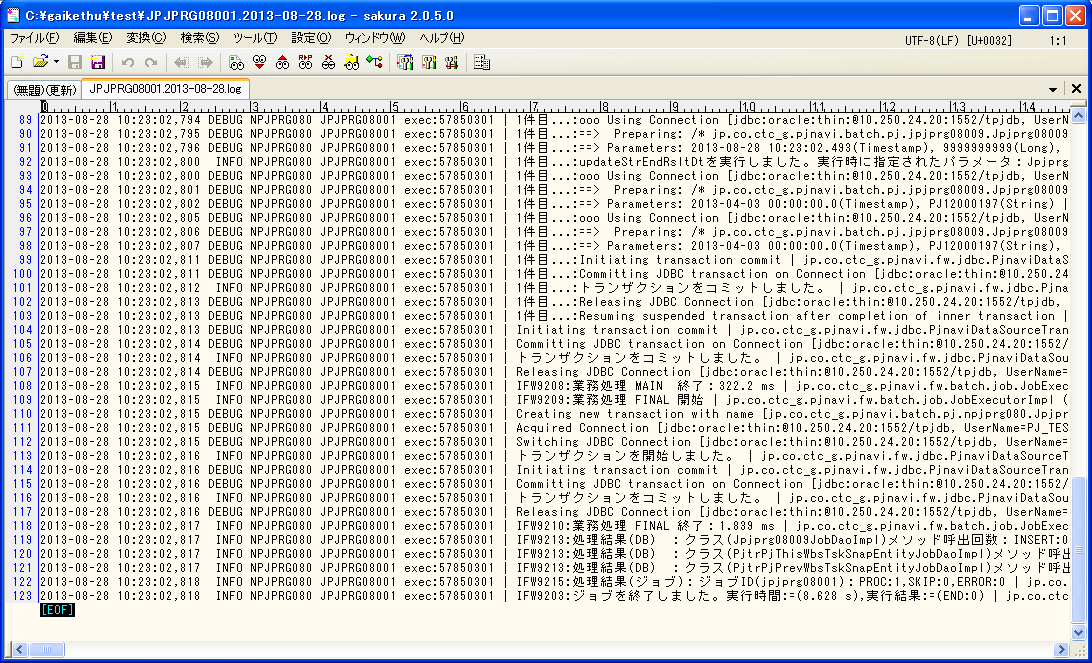 C:¥gaikethu¥test¥JPJPRG08001.2013-08-28.log - sakura 2.0.5.0
ファイル(F) 編集(E) 変換(C) 検索(S) ツール(T) 設定(O) ウィンドウ(W) ヘルプ(H) UTF-8(LF) [U+0032] 1:1
(無題)(更新) JPJPRG08001.2013-08-28.log
0 1 2 3 4 5 6 7 8 9 10 11 12 13 14
89 2013-08-28 10:23:02,794 DEBUG NPJPRG080 JPJPRG08001 exec:57850301 | 1件目...:ooo Using Connection [jdbc:oracle:thin:@10.250.24.20:1552/tpjdb, UserN
90 2013-08-28 10:23:02,795 DEBUG NPJPRG080 JPJPRG08001 exec:57850301 | 1件目...:==>  Preparing: /* jp.co.ctc_g.pjnavi.batch.pj.jpjprg08009.Jpjprg0800
91 2013-08-28 10:23:02,796 DEBUG NPJPRG080 JPJPRG08001 exec:57850301 | 1件目...:==> Parameters: 2013-08-28 10:23:02.493(Timestamp), 9999999999(Long),
92 2013-08-28 10:23:02,800  INFO NPJPRG080 JPJPRG08001 exec:57850301 | 1件目...:updateStrEndRsltDtを実行しました。実行時に指定されたパラメータ:Jpjprg
93 2013-08-28 10:23:02,800 DEBUG NPJPRG080 JPJPRG08001 exec:57850301 | 1件目...:ooo Using Connection [jdbc:oracle:thin:@10.250.24.20:1552/tpjdb, UserN
94 2013-08-28 10:23:02,801 DEBUG NPJPRG080 JPJPRG08001 exec:57850301 | 1件目...:==>  Preparing: /* jp.co.ctc_g.pjnavi.batch.pj.jpjprg08009.Jpjprg0800
95 2013-08-28 10:23:02,802 DEBUG NPJPRG080 JPJPRG08001 exec:57850301 | 1件目...:==> Parameters: 2013-04-03 00:00:00.0(Timestamp), PJ12000197(String) |
96 2013-08-28 10:23:02,805 DEBUG NPJPRG080 JPJPRG08001 exec:57850301 | 1件目...:ooo Using Connection [jdbc:oracle:thin:@10.250.24.20:1552/tpjdb, UserN
97 2013-08-28 10:23:02,806 DEBUG NPJPRG080 JPJPRG08001 exec:57850301 | 1件目...:==>  Preparing: /* jp.co.ctc_g.pjnavi.batch.pj.jpjprg08009.Jpjprg0800
98 2013-08-28 10:23:02,807 DEBUG NPJPRG080 JPJPRG08001 exec:57850301 | 1件目...:==> Parameters: 2013-04-03 00:00:00.0(Timestamp), PJ12000197(String),
99 2013-08-28 10:23:02,811 DEBUG NPJPRG080 JPJPRG08001 exec:57850301 | 1件目...:Initiating transaction commit | jp.co.ctc_g.pjnavi.fw.jdbc.PjnaviDataS
100 2013-08-28 10:23:02,811 DEBUG NPJPRG080 JPJPRG08001 exec:57850301 | 1件目...:Committing JDBC transaction on Connection [jdbc:oracle:thin:@10.250.24
101 2013-08-28 10:23:02,812  INFO NPJPRG080 JPJPRG08001 exec:57850301 | 1件目...:トランザクションをコミットしました。 | jp.co.ctc_g.pjnavi.fw.jdbc.Pjna
102 2013-08-28 10:23:02,813 DEBUG NPJPRG080 JPJPRG08001 exec:57850301 | 1件目...:Releasing JDBC Connection [jdbc:oracle:thin:@10.250.24.20:1552/tpjdb,
103 2013-08-28 10:23:02,813 DEBUG NPJPRG080 JPJPRG08001 exec:57850301 | 1件目...:Resuming suspended transaction after completion of inner transaction |
104 2013-08-28 10:23:02,813 DEBUG NPJPRG080 JPJPRG08001 exec:57850301 | Initiating transaction commit | jp.co.ctc_g.pjnavi.fw.jdbc.PjnaviDataSourceTran
105 2013-08-28 10:23:02,814 DEBUG NPJPRG080 JPJPRG08001 exec:57850301 | Committing JDBC transaction on Connection [jdbc:oracle:thin:@10.250.24.20:1552/
106 2013-08-28 10:23:02,814  INFO NPJPRG080 JPJPRG08001 exec:57850301 | トランザクションをコミットしました。 | jp.co.ctc_g.pjnavi.fw.jdbc.PjnaviDataSou
107 2013-08-28 10:23:02,814 DEBUG NPJPRG080 JPJPRG08001 exec:57850301 | Releasing JDBC Connection [jdbc:oracle:thin:@10.250.24.20:1552/tpjdb, UserName=
108 2013-08-28 10:23:02,815  INFO NPJPRG080 JPJPRG08001 exec:57850301 | IFW9208:業務処理 MAIN  終了:322.2 ms | jp.co.ctc_g.pjnavi.fw.batch.job.JobExec
109 2013-08-28 10:23:02,815  INFO NPJPRG080 JPJPRG08001 exec:57850301 | IFW9209:業務処理 FINAL 開始 | jp.co.ctc_g.pjnavi.fw.batch.job.JobExecutorImpl (
110 2013-08-28 10:23:02,815 DEBUG NPJPRG080 JPJPRG08001 exec:57850301 | Creating new transaction with name [jp.co.ctc_g.pjnavi.batch.pj.npjprg080.Jpjpr
111 2013-08-28 10:23:02,815 DEBUG NPJPRG080 JPJPRG08001 exec:57850301 | Acquired Connection [jdbc:oracle:thin:@10.250.24.20:1552/tpjdb, UserName=PJ_TES
112 2013-08-28 10:23:02,815 DEBUG NPJPRG080 JPJPRG08001 exec:57850301 | Switching JDBC Connection [jdbc:oracle:thin:@10.250.24.20:1552/tpjdb, UserName=
113 2013-08-28 10:23:02,816  INFO NPJPRG080 JPJPRG08001 exec:57850301 | トランザクションを開始しました。 | jp.co.ctc_g.pjnavi.fw.jdbc.PjnaviDataSourceT
114 2013-08-28 10:23:02,816 DEBUG NPJPRG080 JPJPRG08001 exec:57850301 | Initiating transaction commit | jp.co.ctc_g.pjnavi.fw.jdbc.PjnaviDataSourceTran
115 2013-08-28 10:23:02,816 DEBUG NPJPRG080 JPJPRG08001 exec:57850301 | Committing JDBC transaction on Connection [jdbc:oracle:thin:@10.250.24.20:1552/
116 2013-08-28 10:23:02,816  INFO NPJPRG080 JPJPRG08001 exec:57850301 | トランザクションをコミットしました。 | jp.co.ctc_g.pjnavi.fw.jdbc.PjnaviDataSou
117 2013-08-28 10:23:02,816 DEBUG NPJPRG080 JPJPRG08001 exec:57850301 | Releasing JDBC Connection [jdbc:oracle:thin:@10.250.24.20:1552/tpjdb, UserName=
118 2013-08-28 10:23:02,817  INFO NPJPRG080 JPJPRG08001 exec:57850301 | IFW9210:業務処理 FINAL 終了:1.839 ms | jp.co.ctc_g.pjnavi.fw.batch.job.JobExec
119 2013-08-28 10:23:02,817  INFO NPJPRG080 JPJPRG08001 exec:57850301 | IFW9213:処理結果(DB)  :クラス(Jpjprg08009JobDaoImpl)メソッド呼出回数:INSERT:0
120 2013-08-28 10:23:02,817  INFO NPJPRG080 JPJPRG08001 exec:57850301 | IFW9213:処理結果(DB)  :クラス(PjtrPjThisWbsTskSnapEntityJobDaoImpl)メソッド呼出
121 2013-08-28 10:23:02,817  INFO NPJPRG080 JPJPRG08001 exec:57850301 | IFW9213:処理結果(DB)  :クラス(PjtrPjPrevWbsTskSnapEntityJobDaoImpl)メソッド呼出
122 2013-08-28 10:23:02,818  INFO NPJPRG080 JPJPRG08001 exec:57850301 | IFW9215:処理結果(ジョブ):ジョブID(jpjprg08001):PROC:1,SKIP:0,ERROR:0 | jp.co.
123 2013-08-28 10:23:02,818  INFO NPJPRG080 JPJPRG08001 exec:57850301 | IFW9203:ジョブを終了しました。実行時間:=(8.628 s),実行結果:=(END:0) | jp.co.ctc
[EOF]